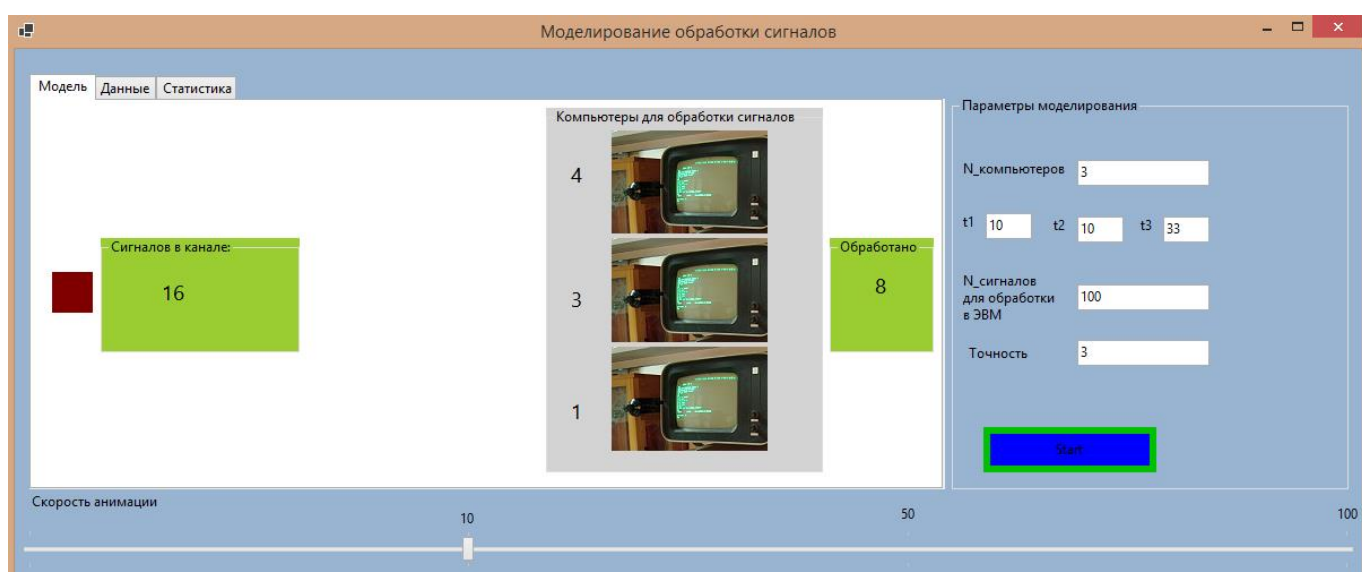 Моделирование обработки сигналов
Модель Данные Статистика
Компьютеры для обработки сигналов
4
3
1
Сигналов в канале:
16
Обработано
8
Параметры моделирования
N_компьютеров 3
t1 10 t2 10 t3 33
N_сигналов
для обработки
в ЭВМ
100
Точность 3
Start
Скорость анимации
10 50 100